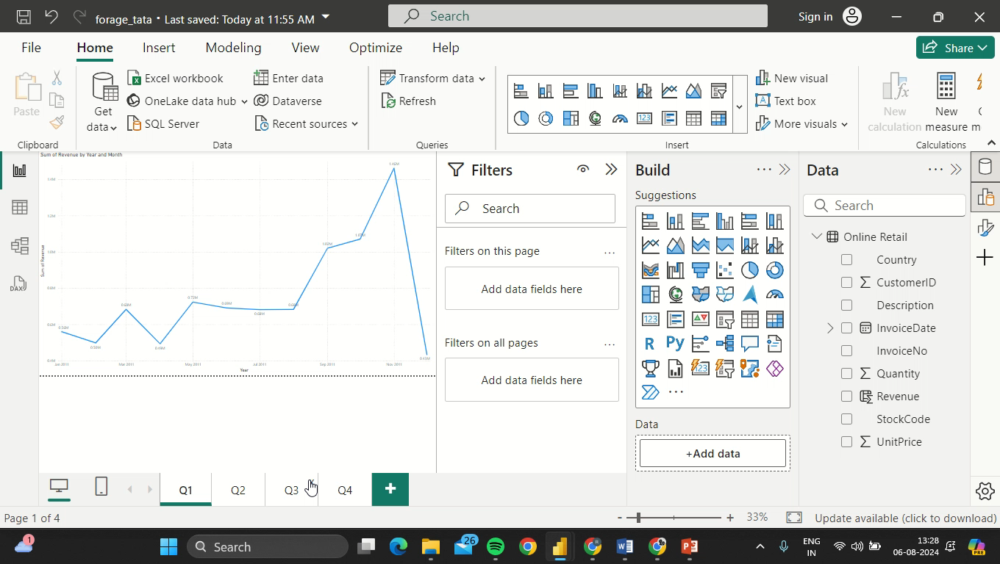 forage_tata • Last saved: Today at 11:55 AM
Search
Sign in
File
Home
Insert
Modeling
View
Optimize
Help
Share
Paste
Clipboard
Get
data
Excel workbook
OneLake data hub
SQL Server
Enter data
Dataverse
Recent sources
Data
Transform data
Refresh
Queries
New visual
Text box
More visuals
Insert
New
calculation
New
measure
Calculations
Sum of Revenue by Year and Month
Sum of Revenue
1.4M
1.2M
1.0M
0.8M
0.6M
0.4M
0.56M
0.50M
0.68M
0.49M
0.72M
0.69M
0.68M
0.68M
1.02M
1.07M
1.46M
0.43M
Jan 2011
Mar 2011
May 2011
Jul 2011
Sep 2011
Nov 2011
Year
Filters
Search
Filters on this page
...
Add data fields here
Filters on all pages
...
Add data fields here
Build
...
Suggestions
123
R
Py
123
...
Data
+Add data
Data
...
Search
Online Retail
Country
CustomerID
Description
InvoiceDate
InvoiceNo
Quantity
Revenue
StockCode
UnitPrice
DAX
Q1
Q2
Q3
Q4
+
Page 1 of 4
-
+
33%
Update available (click to download)
1
Search
26
ENG
IN
13:28
06-08-2024
PRE